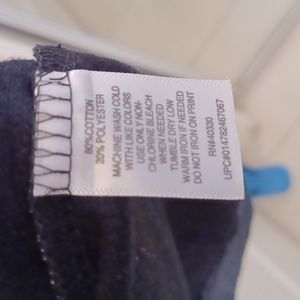 80%COTTON
20% POLYESTER
MACHINE WASH COLD
WITH LIKE COLORS
USE ONLY NON-
CHLORINE BLEACH
WHEN NEEDED
TUMBLE DRY LOW
WARM IRON IF NEEDED
DO NOT IRON ON PRINT
RN#40330
UPC#014782467067